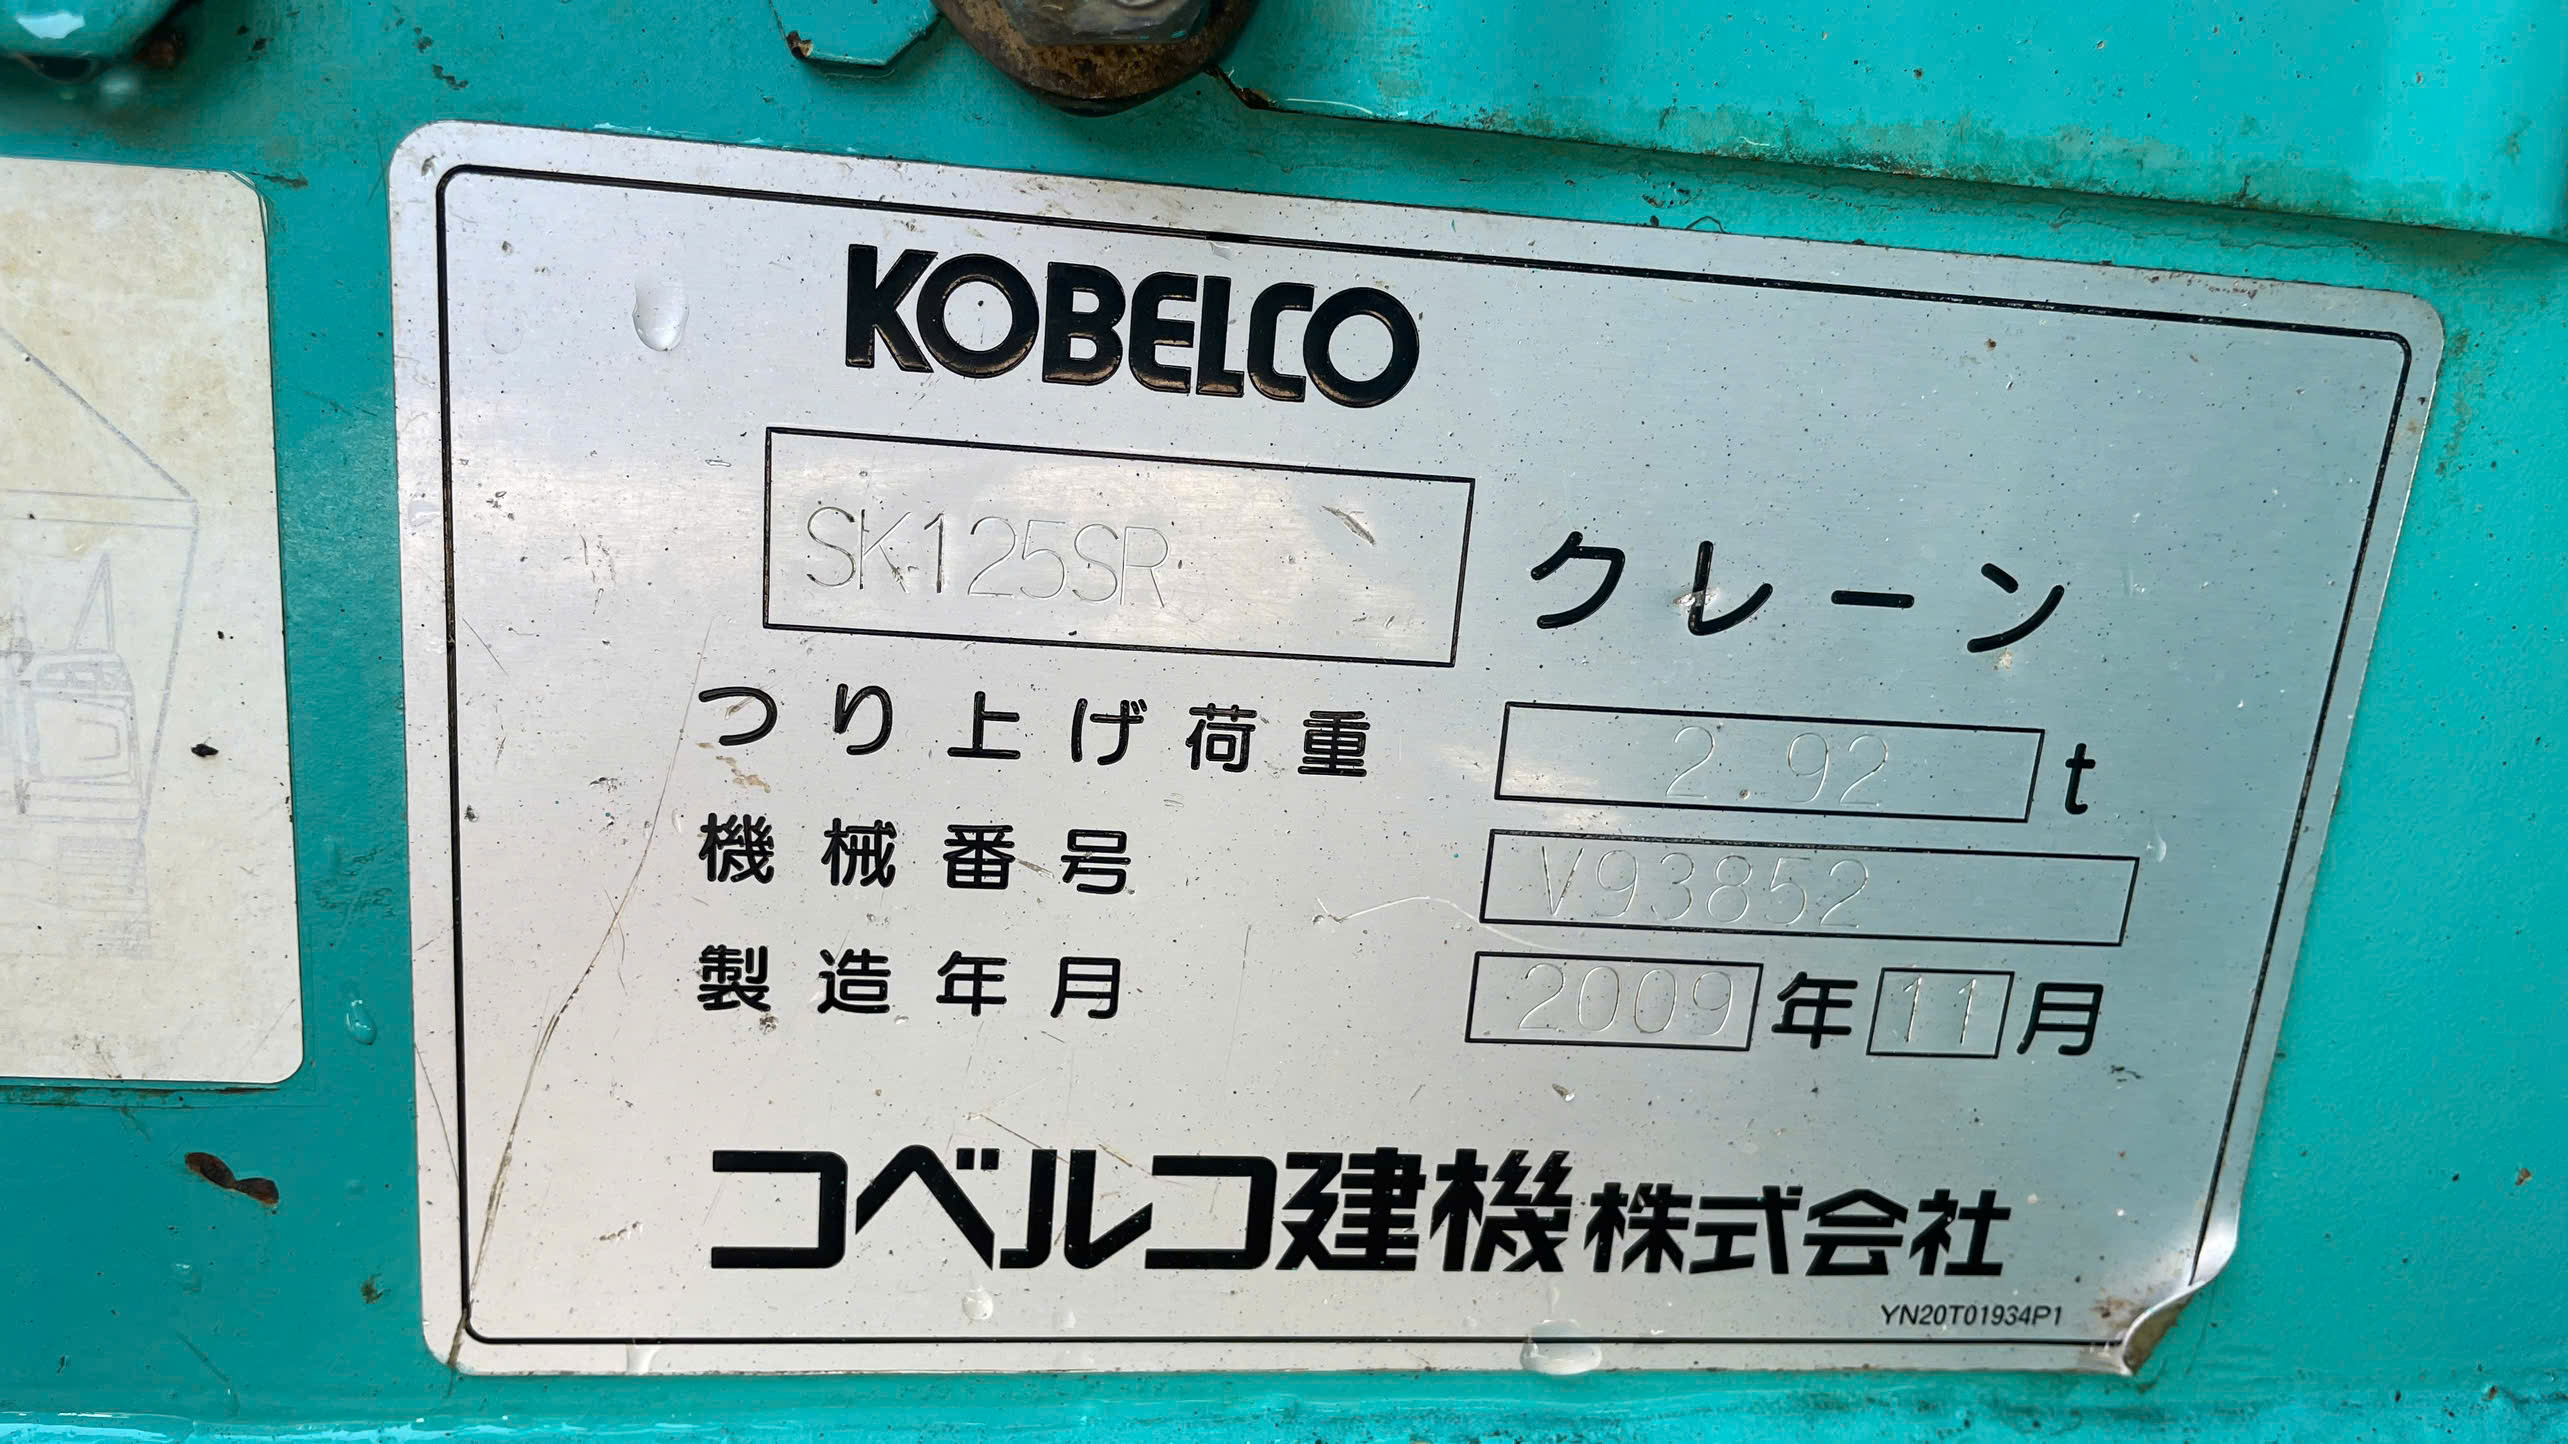 KOBELCO
SK125SR クレーン
つり上げ荷重 2.92 t
機械番号 V93852
製造年月 2009 年 11 月
コベルコ建機株式会社
YN20T01934P1